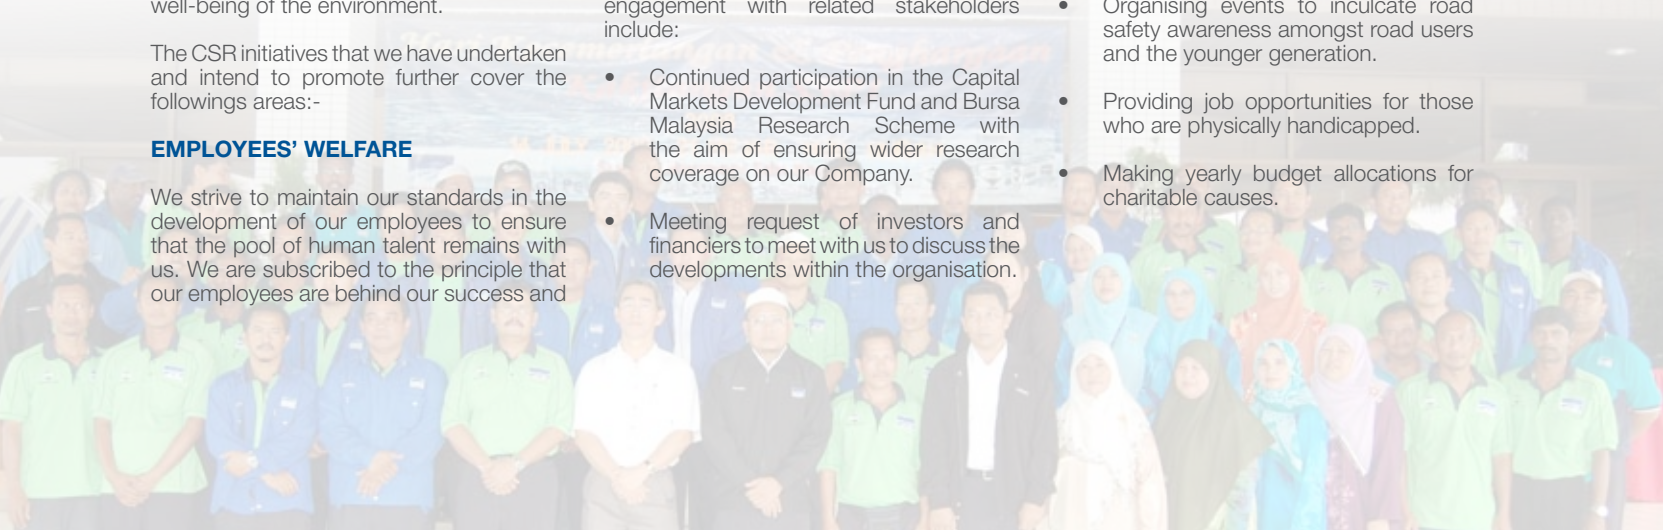 well-being of the environment.
The CSR initiatives that we have undertaken
and intend to promote further cover the
followings areas:-
EMPLOYEES’ WELFARE
We strive to maintain our standards in the
development of our employees to ensure
that the pool of human talent remains with
us. We are subscribed to the principle that
our employees are behind our success and
engagement with related stakeholders
include:
• Continued participation in the Capital
Markets Development Fund and Bursa
Malaysia Research Scheme with
the aim of ensuring wider research
coverage on our Company.
• Meeting request of investors and
financiers to meet with us to discuss the
developments within the organisation.
• Organising events to inculcate road
safety awareness amongst road users
and the younger generation.
• Providing job opportunities for those
who are physically handicapped.
• Making yearly budget allocations for
charitable causes.